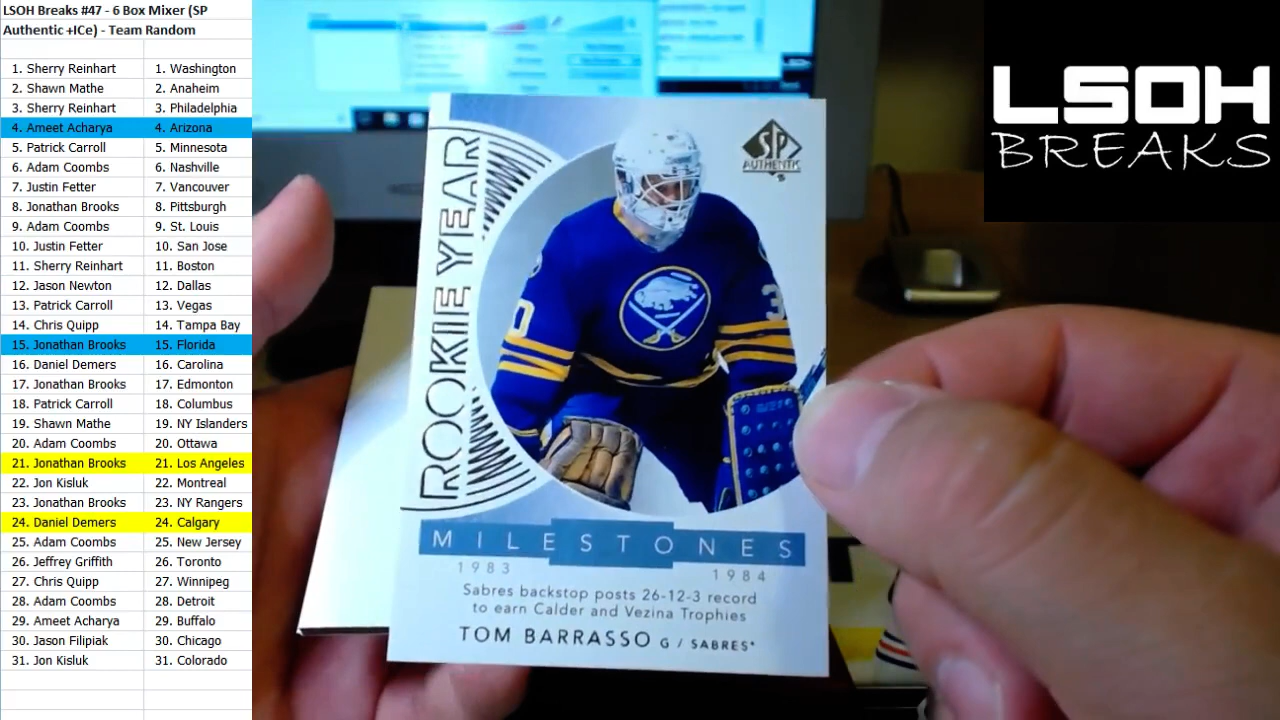 LSOH Breaks #47 - 6 Box Mixer (SP
Authentic +ICe) - Team Random
1. Sherry Reinhart 1. Washington
2. Shawn Mathe 2. Anaheim
3. Sherry Reinhart 3. Philadelphia
4. Ameet Acharya 4. Arizona
5. Patrick Carroll 5. Minnesota
6. Adam Coombs 6. Nashville
7. Justin Fetter 7. Vancouver
8. Jonathan Brooks 8. Pittsburgh
9. Adam Coombs 9. St. Louis
10. Justin Fetter 10. San Jose
11. Sherry Reinhart 11. Boston
12. Jason Newton 12. Dallas
13. Patrick Carroll 13. Vegas
14. Chris Quipp 14. Tampa Bay
15. Jonathan Brooks 15. Florida
16. Daniel Demers 16. Carolina
17. Jonathan Brooks 17. Edmonton
18. Patrick Carroll 18. Columbus
19. Shawn Mathe 19. NY Islanders
20. Adam Coombs 20. Ottawa
21. Jonathan Brooks 21. Los Angeles
22. Jon Kisluk 22. Montreal
23. Jonathan Brooks 23. NY Rangers
24. Daniel Demers 24. Calgary
25. Adam Coombs 25. New Jersey
26. Jeffrey Griffith 26. Toronto
27. Chris Quipp 27. Winnipeg
28. Adam Coombs 28. Detroit
29. Ameet Acharya 29. Buffalo
30. Jason Filipiak 30. Chicago
31. Jon Kisluk 31. Colorado
SP
AUTHENTIC
ROOKIE YEAR
MILESTONES
1983 1984
Sabres backstop posts 26-12-3 record
to earn Calder and Vezina Trophies
TOM BARRASSO G / SABRES*
LSOH
BREAKS